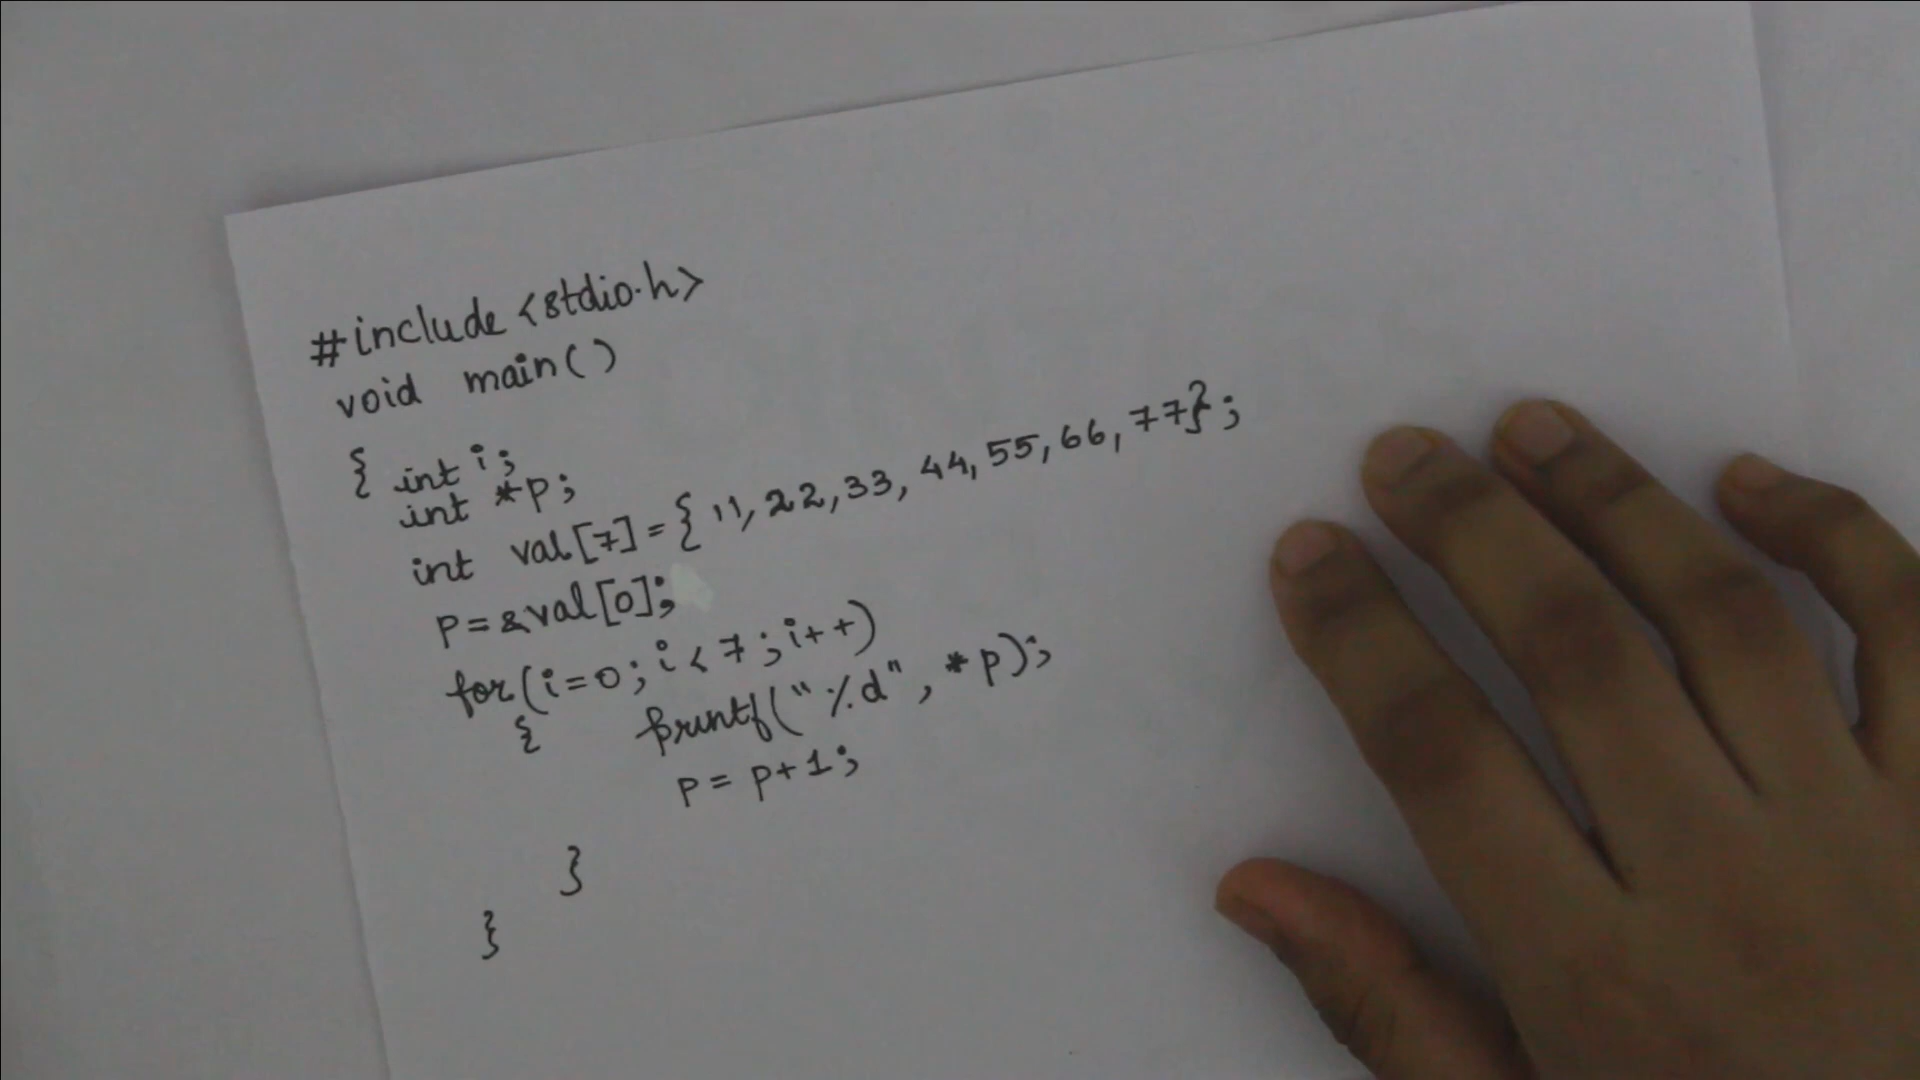 #include <stdio.h>
void main()
{ int i;
int *p;
int val[7]={ 11, 22, 33, 44, 55, 66, 77};
p=&val[0];
for(i=0; i<7; i++)
{ printf("%d", *p);
p = p+1;
}
}